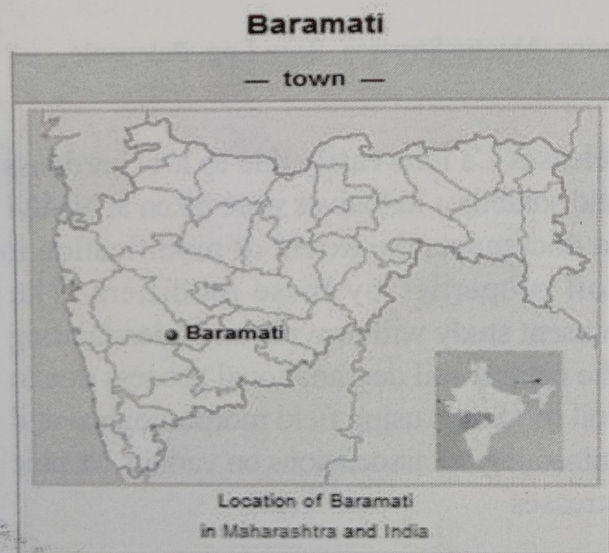 Baramati
— town —
Baramati
Location of Baramati
in Maharashtra and India